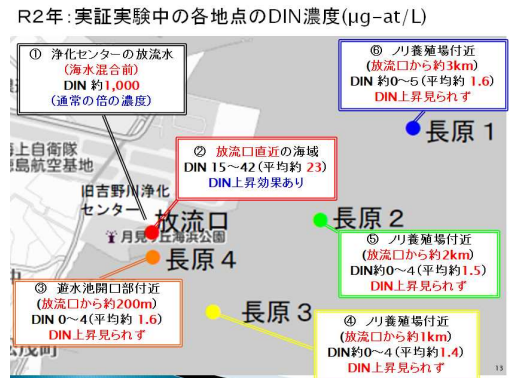 R2年：実証実験中の各地点のDIN濃度(μg-at/L)
① 浄化センターの放流水
(海水混合前)
DIN 約1,000
(通常の倍の濃度)
⑥ ノリ養殖場付近
(放流口から約3km)
DIN 約0～5(平均約 1.6)
DIN上昇見られず
長原1
② 放流口直近の海域
DIN 15～42(平均約 23)
DIN上昇効果あり
海上自衛隊
徳島航空基地
旧吉野川浄化
センター
放流口
月見ヶ丘海浜公園
長原2
⑤ ノリ養殖場付近
(放流口から約2km)
DIN約0～4(平均約1.5)
DIN上昇見られず
長原4
③ 遊水池開口部付近
(放流口から約200m)
DIN 0～4(平均約 1.6)
DIN上昇見られず
長原3
④ ノリ養殖場付近
(放流口から約1km)
DIN約0～4(平均約1.4)
DIN上昇見られず
松茂町
13